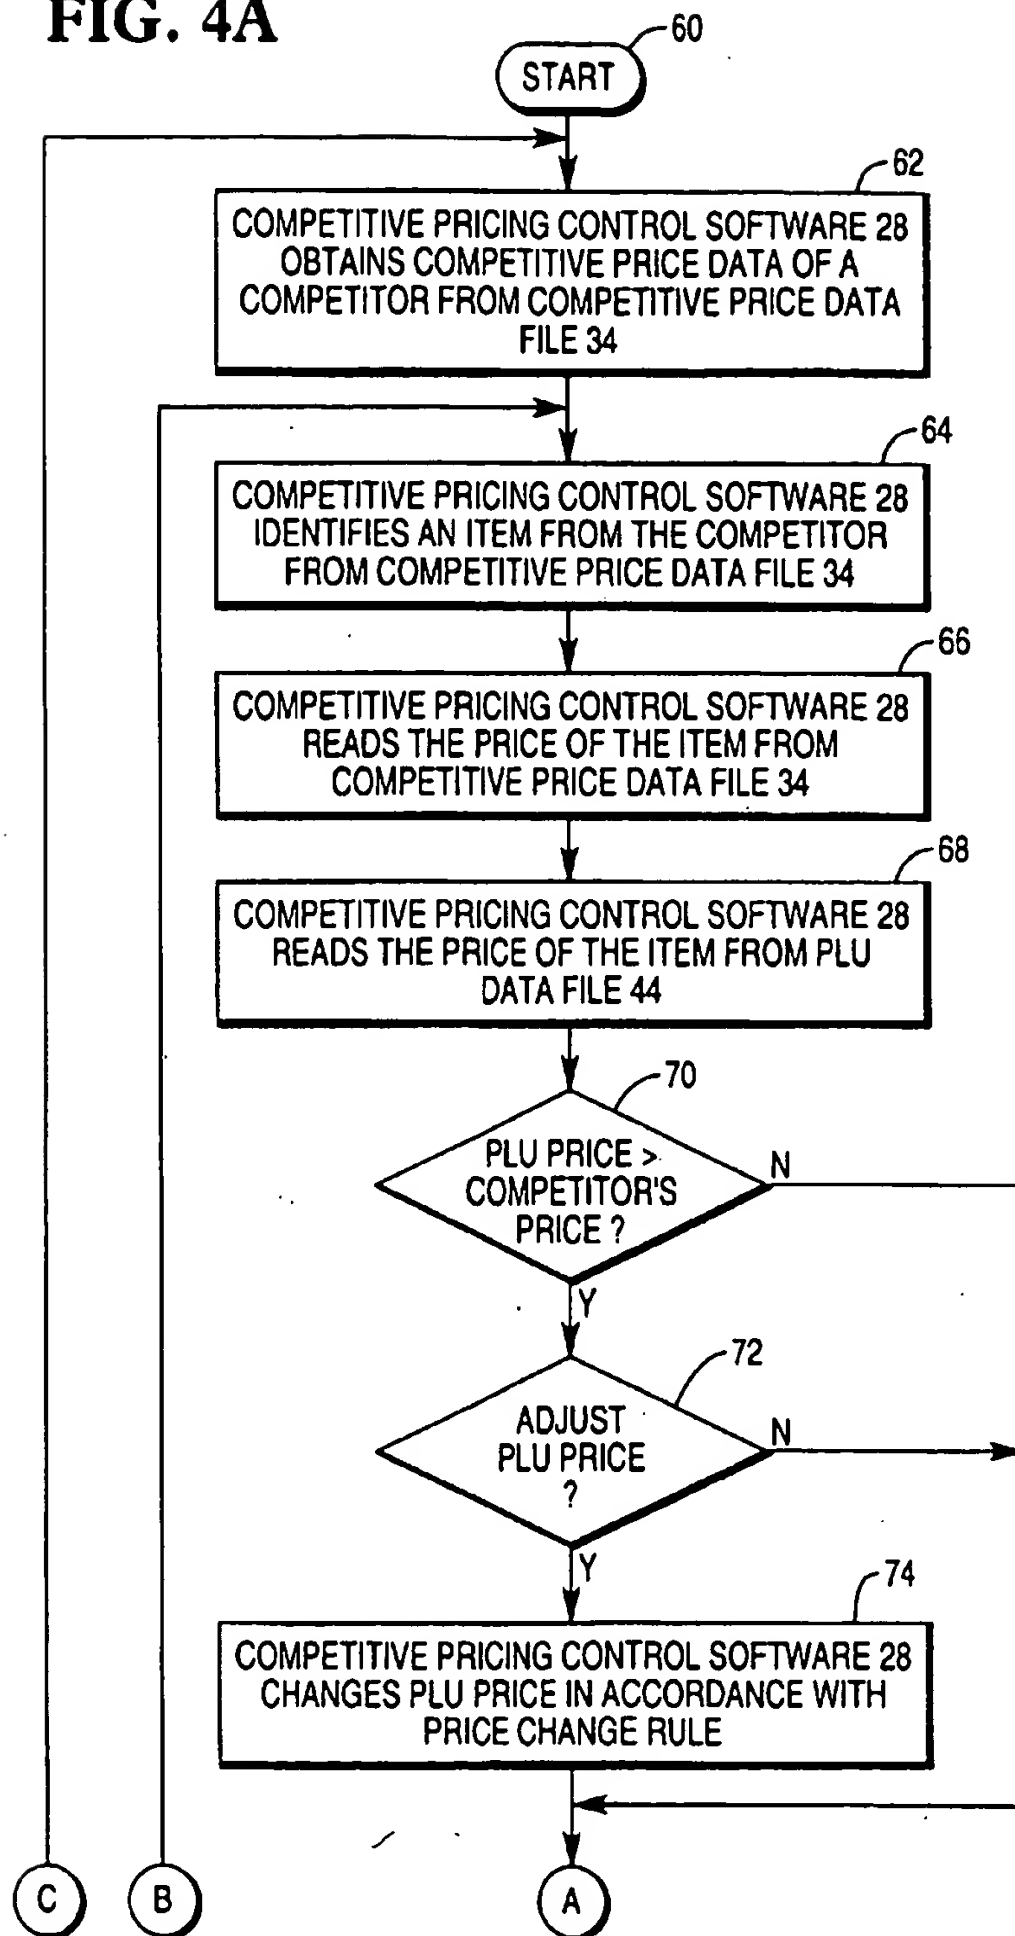 FIG. 4A
60
START
62
COMPETITIVE PRICING CONTROL SOFTWARE 28
OBTAINS COMPETITIVE PRICE DATA OF A
COMPETITOR FROM COMPETITIVE PRICE DATA
FILE 34
64
COMPETITIVE PRICING CONTROL SOFTWARE 28
IDENTIFIES AN ITEM FROM THE COMPETITOR
FROM COMPETITIVE PRICE DATA FILE 34
66
COMPETITIVE PRICING CONTROL SOFTWARE 28
READS THE PRICE OF THE ITEM FROM
COMPETITIVE PRICE DATA FILE 34
68
COMPETITIVE PRICING CONTROL SOFTWARE 28
READS THE PRICE OF THE ITEM FROM PLU
DATA FILE 44
70
PLU PRICE >
COMPETITOR'S
PRICE ?
N
Y
72
ADJUST
PLU PRICE
?
N
Y
74
COMPETITIVE PRICING CONTROL SOFTWARE 28
CHANGES PLU PRICE IN ACCORDANCE WITH
PRICE CHANGE RULE
C
B
A